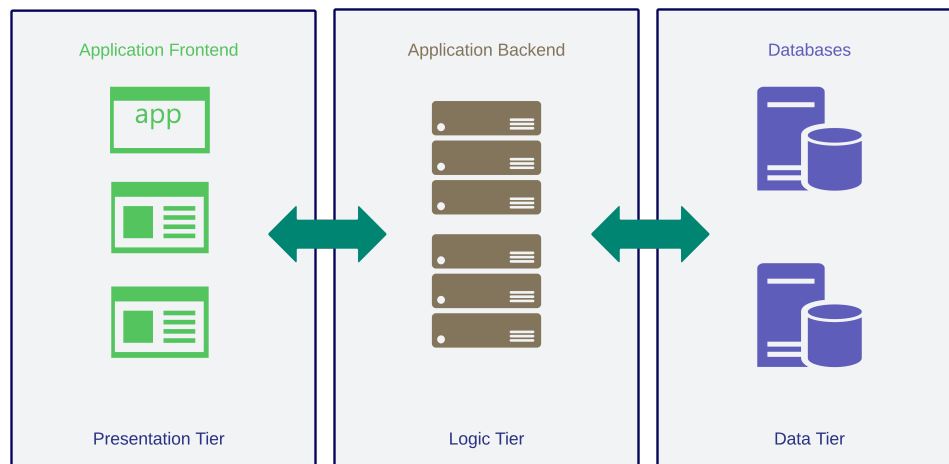 Application Frontend
app
Presentation Tier
Application Backend
Logic Tier
Databases
Data Tier